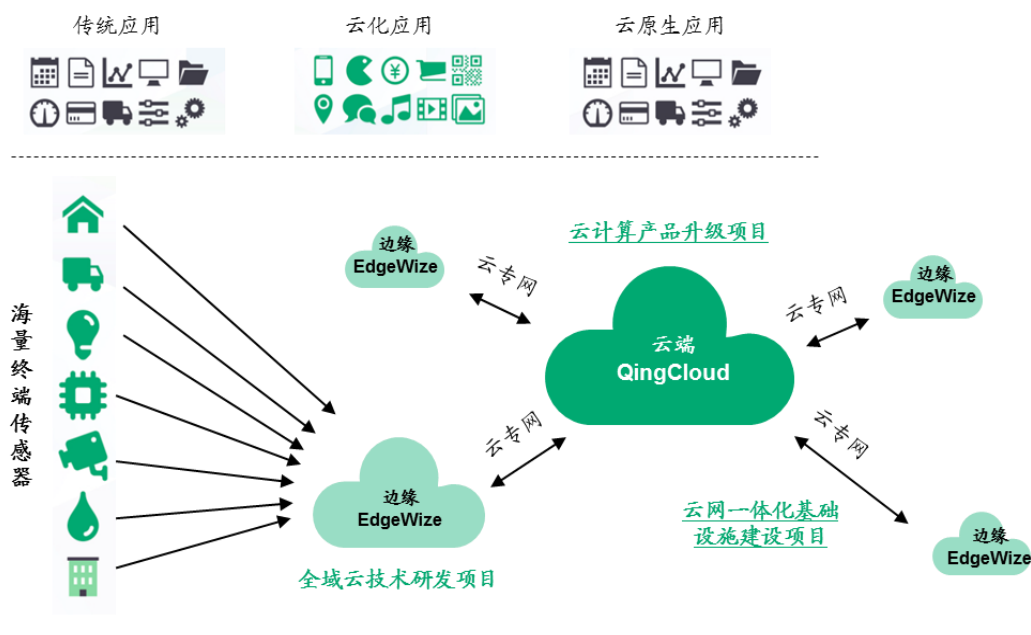 传统应用
云化应用
云原生应用
海量终端传感器
边缘
EdgeWize
云专网
云计算产品升级项目
云端
QingCloud
云专网
边缘
EdgeWize
云专网
边缘
EdgeWize
全域云技术研发项目
云专网
云网一体化基础
设施建设项目
边缘
EdgeWize